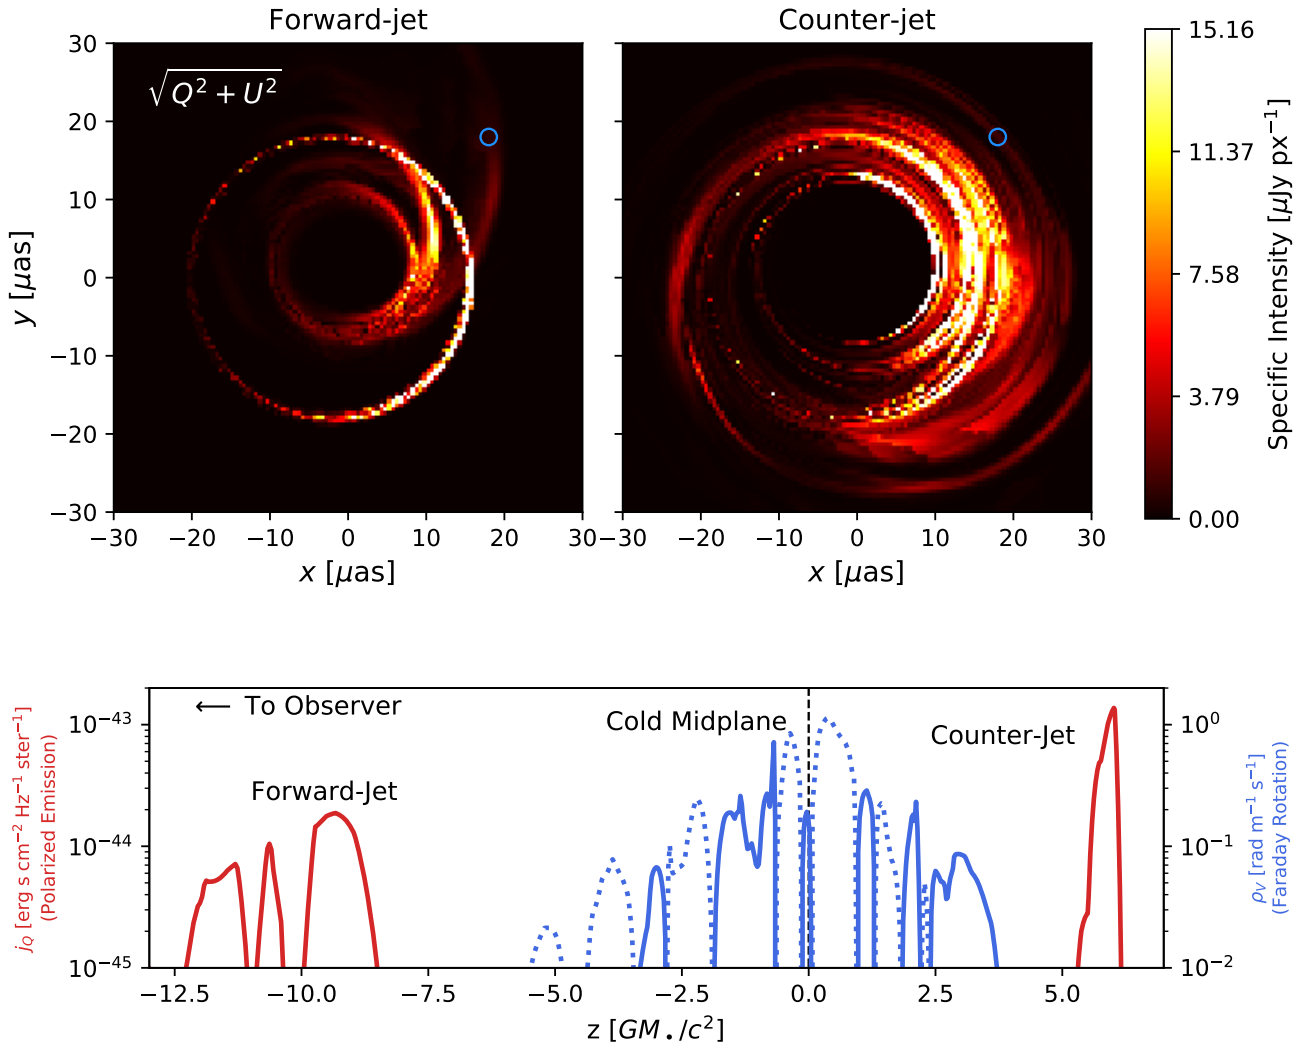 Forward-jet
Counter-jet
√Q² + U²
30
20
10
0
−10
−20
−30
y [μas]
−30 −20 −10 0 10 20 30
−30 −20 −10 0 10 20 30
x [μas]
x [μas]
15.16
11.37
7.58
3.79
0.00
Specific Intensity [μJy px⁻¹]
⟵ To Observer
Cold Midplane
Counter-Jet
Forward-Jet
10⁻⁴³
10⁻⁴⁴
10⁻⁴⁵
j_Q [erg s cm⁻² Hz⁻¹ ster⁻¹]
(Polarized Emission)
10⁰
10⁻¹
10⁻²
ρ_V [rad m⁻¹ s⁻¹]
(Faraday Rotation)
−12.5 −10.0 −7.5 −5.0 −2.5 0.0 2.5 5.0
z [GM•/c²]